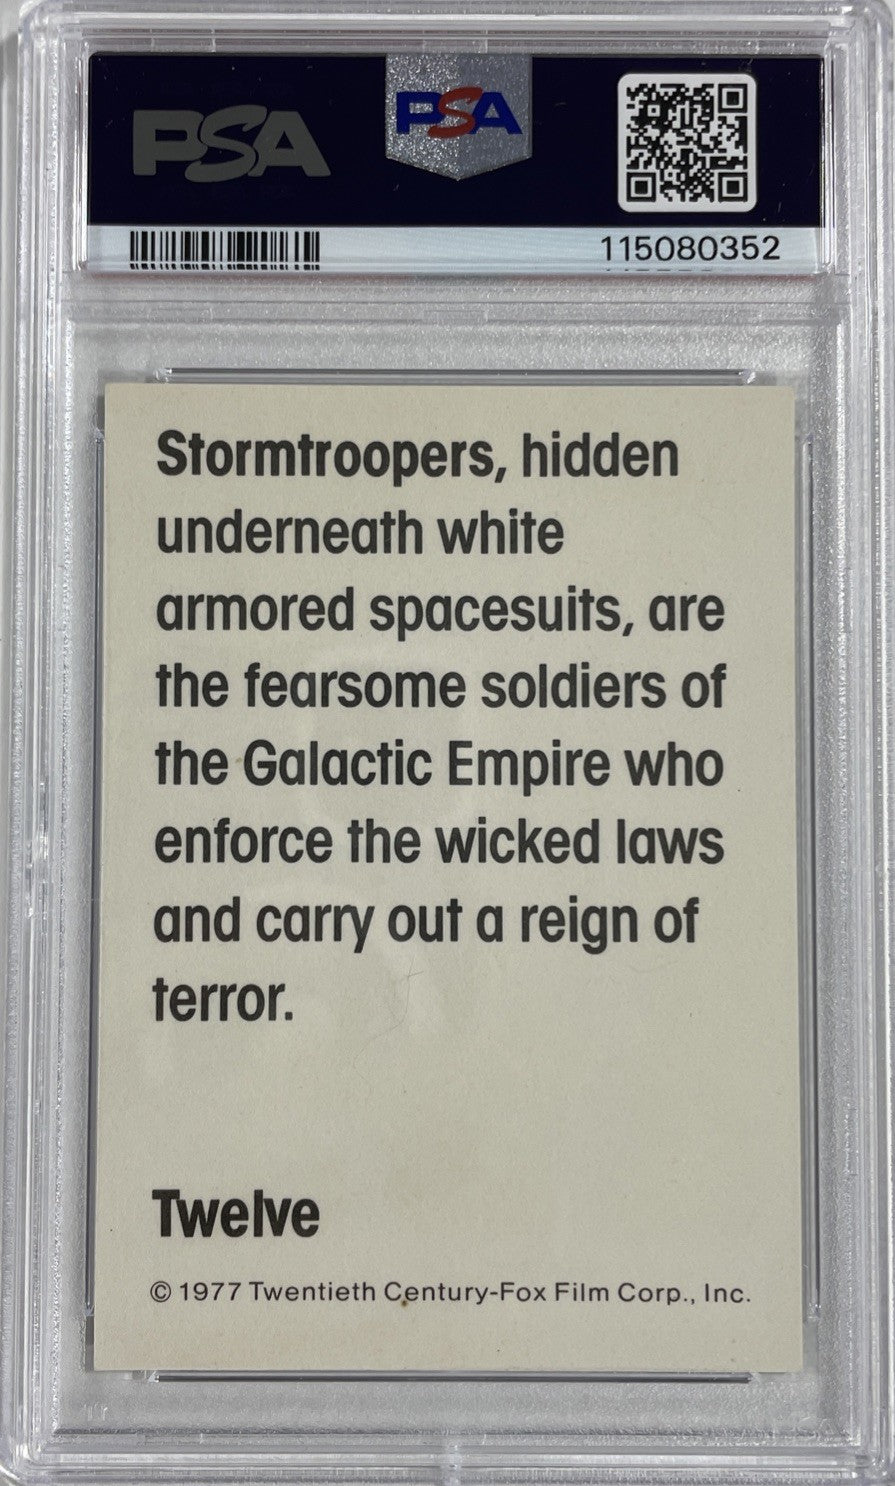 PSA
PSA
115080352
Stormtroopers, hidden
underneath white
armored spacesuits, are
the fearsome soldiers of
the Galactic Empire who
enforce the wicked laws
and carry out a reign of
terror.
Twelve
© 1977 Twentieth Century-Fox Film Corp., Inc.